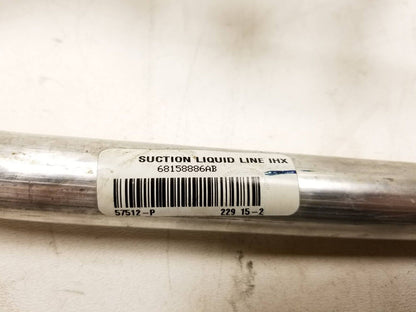 SUCTION LIQUID LINE IHX
68158886AB
57512-P 229 15-2